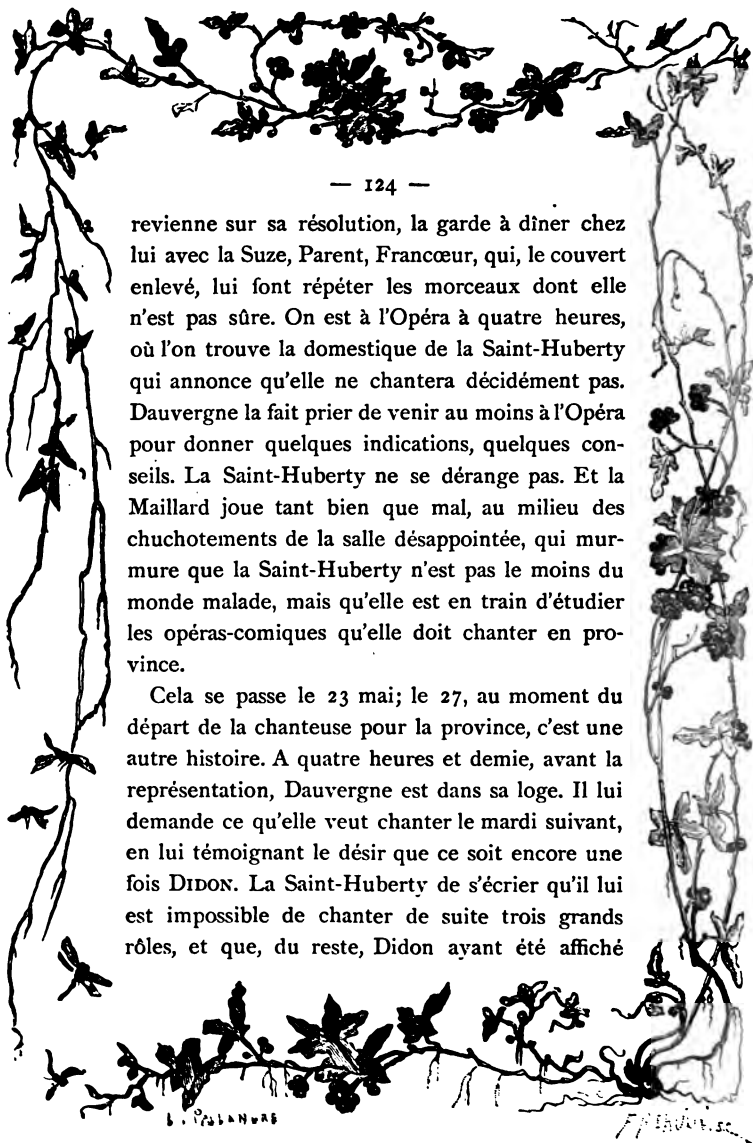 — 124 —
revienne sur sa résolution, la garde à dîner chez
lui avec la Suze, Parent, Francœur, qui, le couvert
enlevé, lui font répéter les morceaux dont elle
n'est pas sûre. On est à l'Opéra à quatre heures,
où l'on trouve la domestique de la Saint-Huberty
qui annonce qu'elle ne chantera décidément pas.
Dauvergne la fait prier de venir au moins à l'Opéra
pour donner quelques indications, quelques con-
seils. La Saint-Huberty ne se dérange pas. Et la
Maillard joue tant bien que mal, au milieu des
chuchotements de la salle désappointée, qui mur-
mure que la Saint-Huberty n'est pas le moins du
monde malade, mais qu'elle est en train d'étudier
les opéras-comiques qu'elle doit chanter en pro-
vince.
Cela se passe le 23 mai; le 27, au moment du
départ de la chanteuse pour la province, c'est une
autre histoire. A quatre heures et demie, avant la
représentation, Dauvergne est dans sa loge. Il lui
demande ce qu'elle veut chanter le mardi suivant,
en lui témoignant le désir que ce soit encore une
fois DIDON. La Saint-Huberty de s'écrier qu'il lui
est impossible de chanter de suite trois grands
rôles, et que, du reste, Didon ayant été affiché